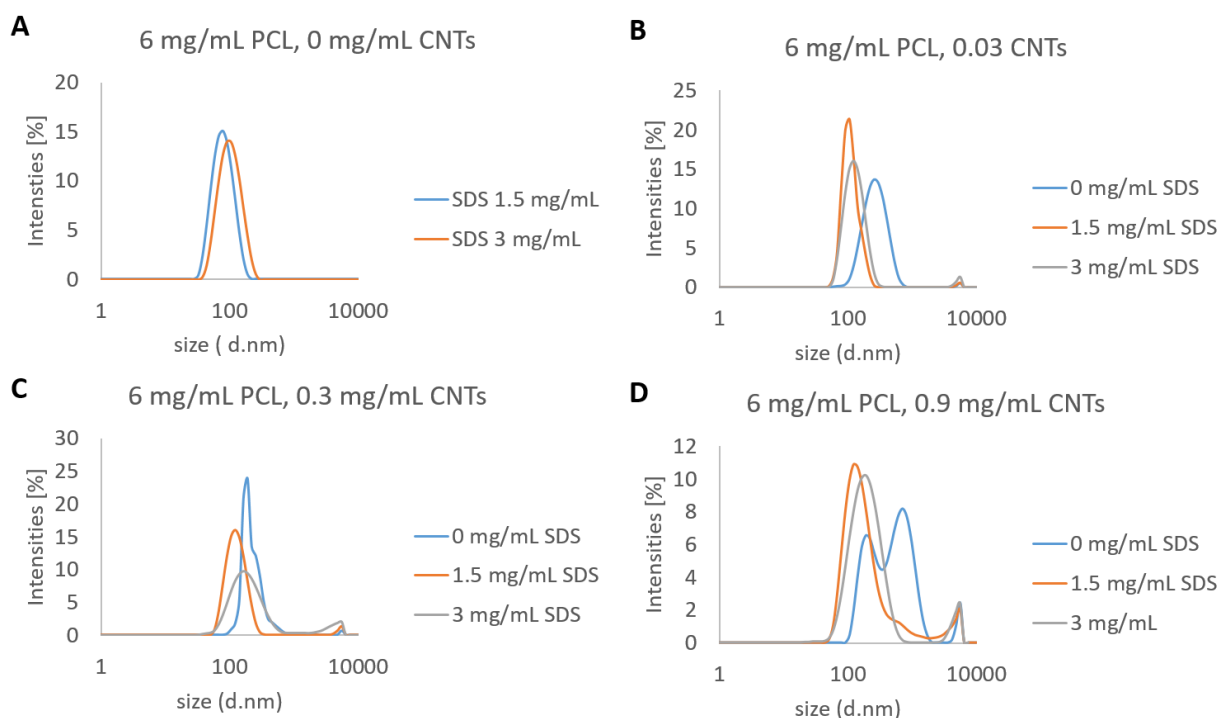 A
6 mg/mL PCL, 0 mg/mL CNTs
Intensties [%]
20
15
10
5
0
1
100
10000
size ( d.nm)
SDS 1.5 mg/mL
SDS 3 mg/mL
B
6 mg/mL PCL, 0.03 CNTs
Intensities [%]
25
20
15
10
5
0
1
100
10000
size (d.nm)
0 mg/mL SDS
1.5 mg/mL SDS
3 mg/mL SDS
C
6 mg/mL PCL, 0.3 mg/mL CNTs
Intensities [%]
30
25
20
15
10
5
0
1
100
10000
size (d.nm)
0 mg/mL SDS
1.5 mg/mL SDS
3 mg/mL SDS
D
6 mg/mL PCL, 0.9 mg/mL CNTs
Intensities [%]
12
10
8
6
4
2
0
1
100
10000
size (d.nm)
0 mg/mL SDS
1.5 mg/mL SDS
3 mg/mL